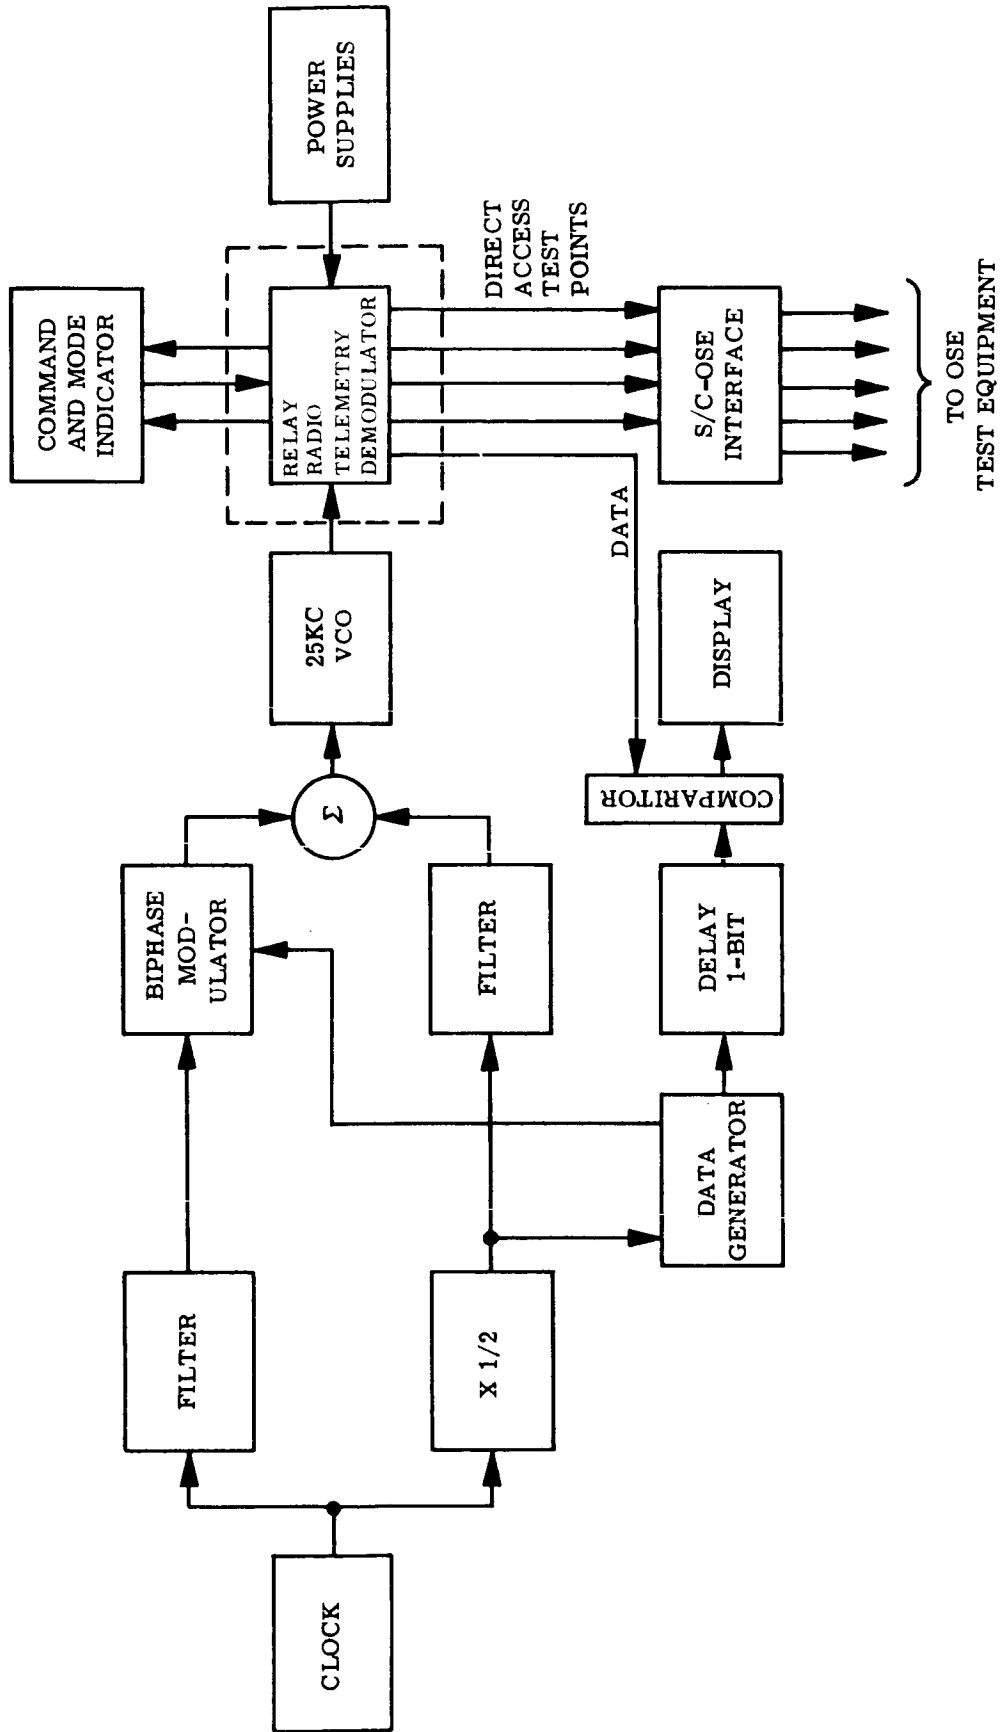 COMMAND
AND MODE
INDICATOR
POWER
SUPPLIES
RELAY
RADIO
TELEMETRY
DEMODULATOR
25KC
VCO
DIRECT
ACCESS
TEST
POINTS
S/C-OSE
INTERFACE
TO OSE
TEST EQUIPMENT
DATA
BIPHASE
MOD-
ULATOR
Σ
FILTER
FILTER
CLOCK
X 1/2
DATA
GENERATOR
DELAY
1-BIT
COMPARITOR
DISPLAY